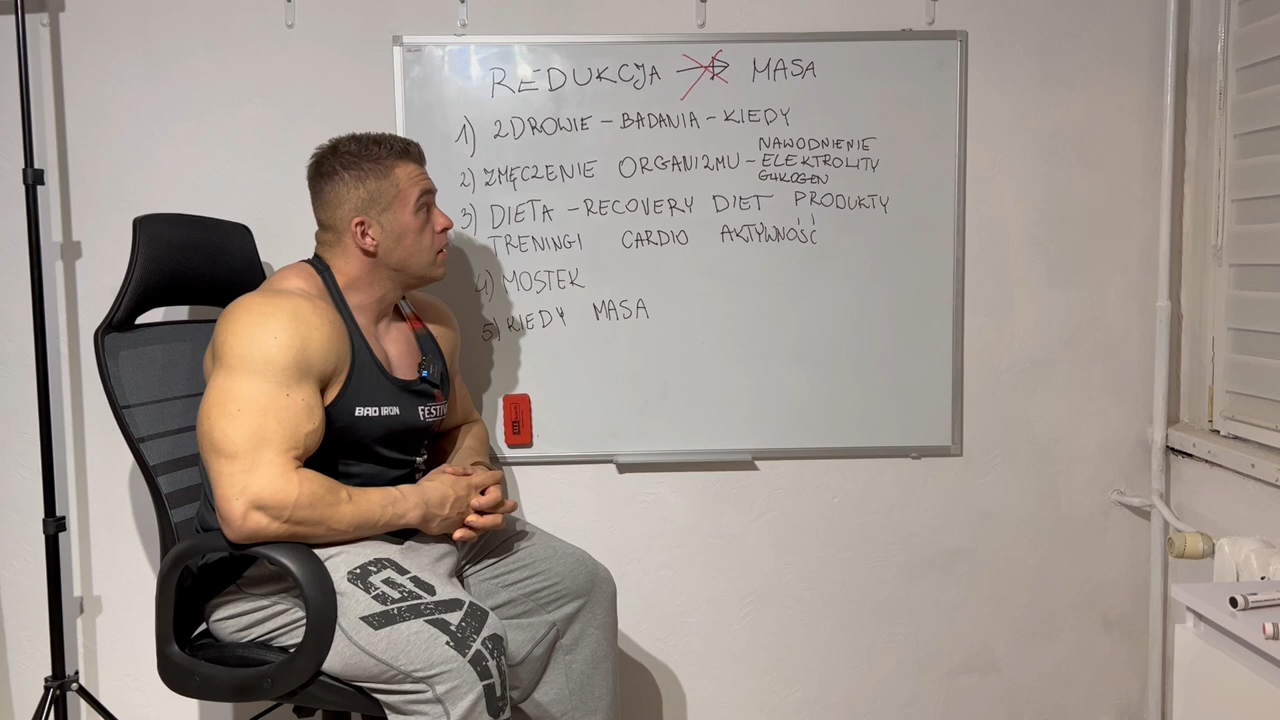 REDUKCJA → MASA
1) ZDROWIE - BADANIA - KIEDY
2) ZMĘCZENIE ORGANIZMU - NAWODNIENIE
ELEKTROLITY
GLIKOGEN
3) DIETA - RECOVERY DIET PRODUKTY
TRENINGI CARDIO AKTYWNOŚĆ
4) MOSTEK
5) KIEDY MASA
BAD IRON
FESTIV
GAS